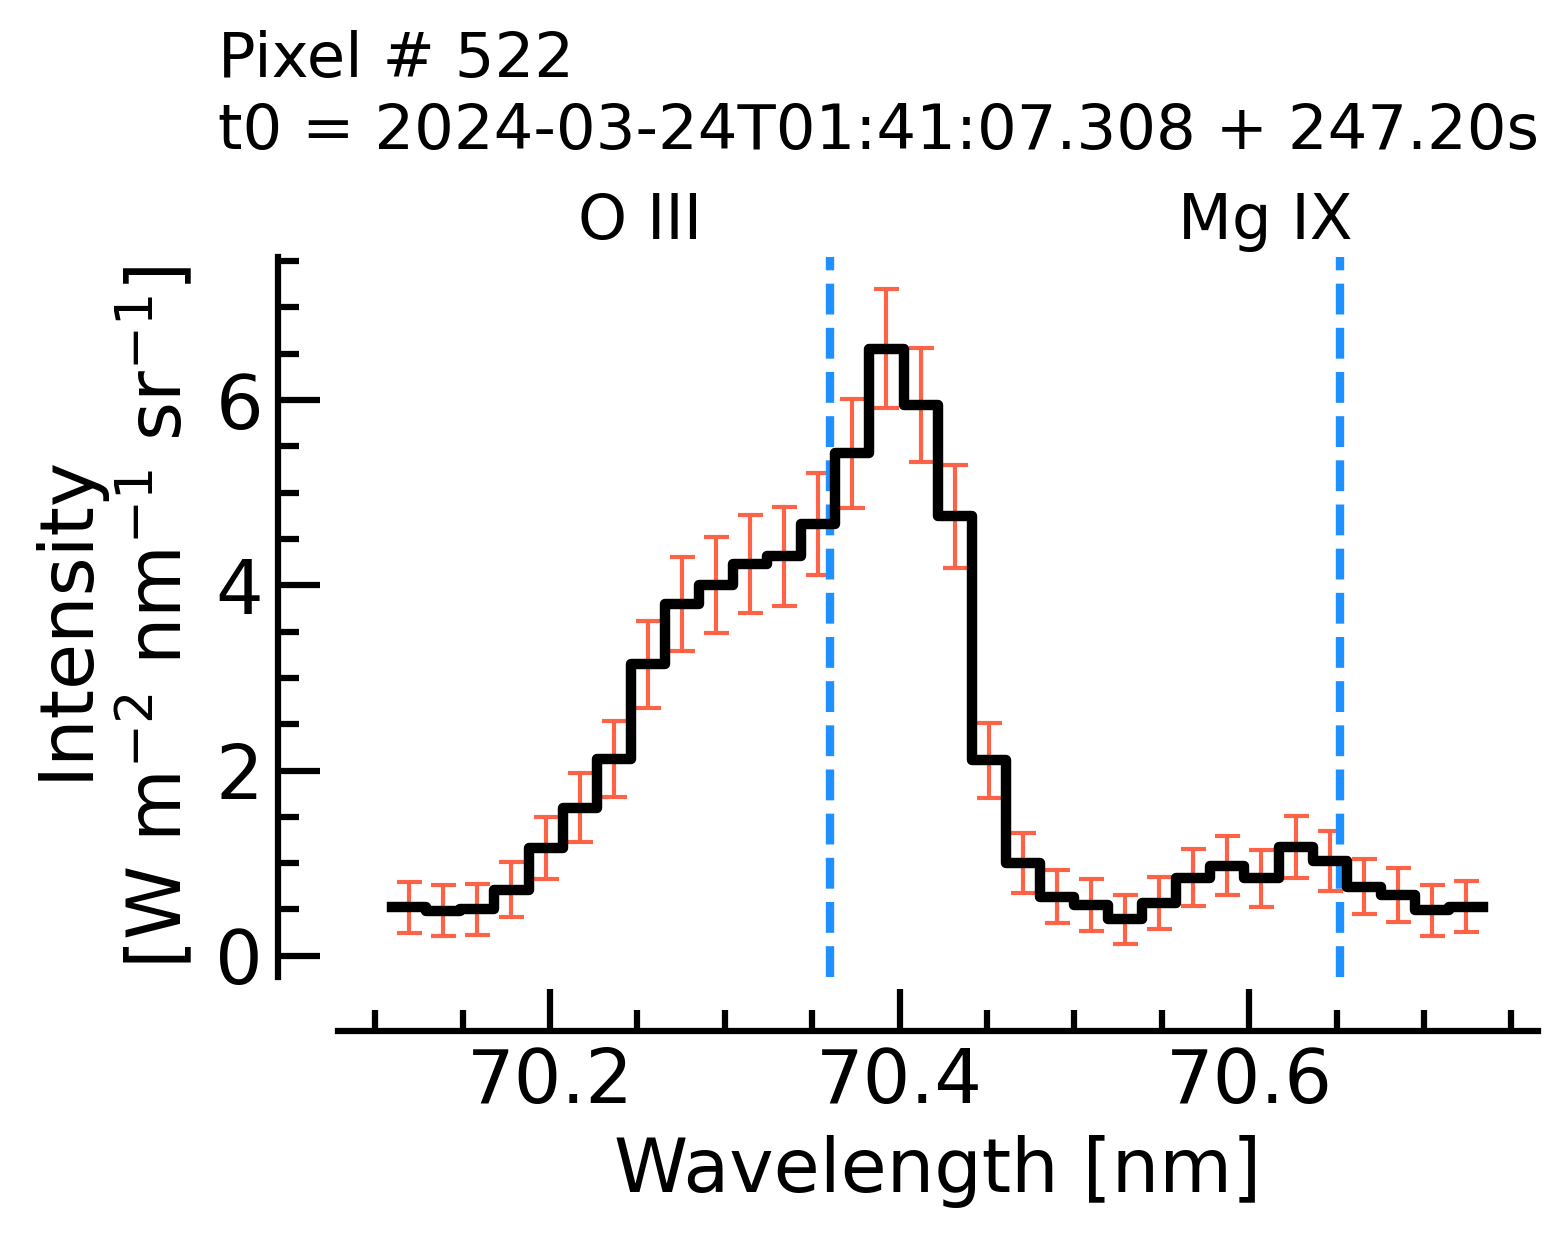 Pixel # 522
t0 = 2024-03-24T01:41:07.308 + 247.20s
O III Mg IX
Intensity
[W m⁻² nm⁻¹ sr⁻¹]
6
4
2
0
70.2 70.4 70.6
Wavelength [nm]